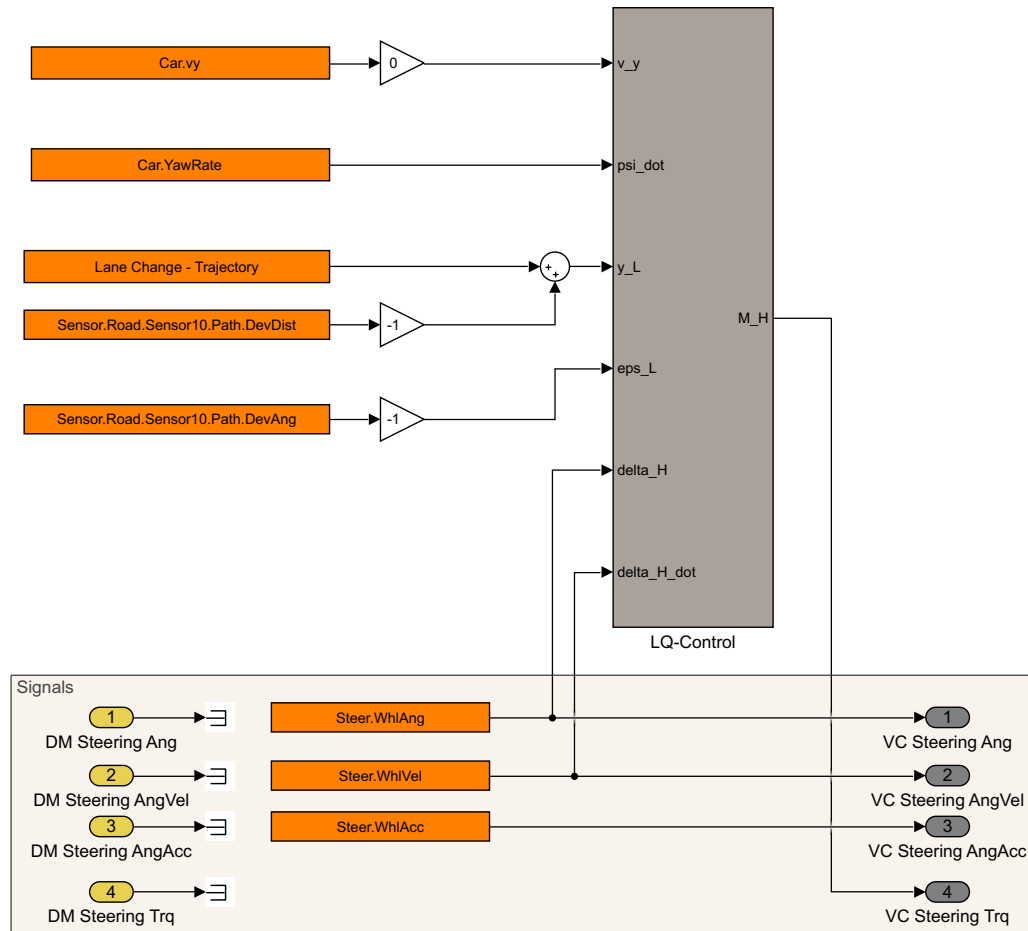 Car.vy
0
v_y
Car.YawRate
psi_dot
Lane Change - Trajectory
+
+
y_L
Sensor.Road.Sensor10.Path.DevDist
-1
M_H
eps_L
Sensor.Road.Sensor10.Path.DevAng
-1
delta_H
delta_H_dot
LQ-Control
Signals
1
DM Steering Ang
Steer.WhlAng
1
VC Steering Ang
2
DM Steering AngVel
Steer.WhlVel
2
VC Steering AngVel
3
DM Steering AngAcc
Steer.WhlAcc
3
VC Steering AngAcc
4
DM Steering Trq
4
VC Steering Trq